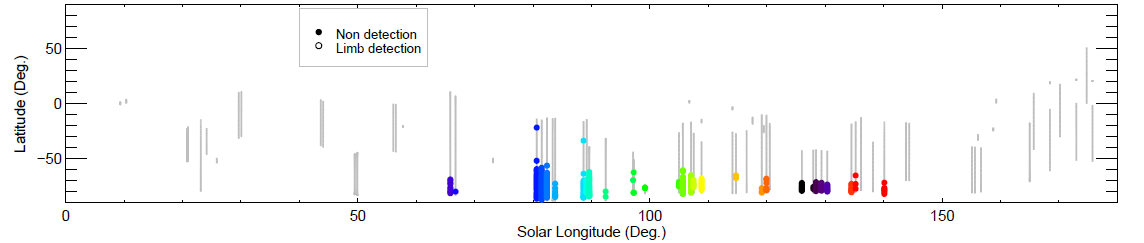 Non detection
Limb detection
50
0
−50
Latitude (Deg.)
0
50
100
150
Solar Longitude (Deg.)